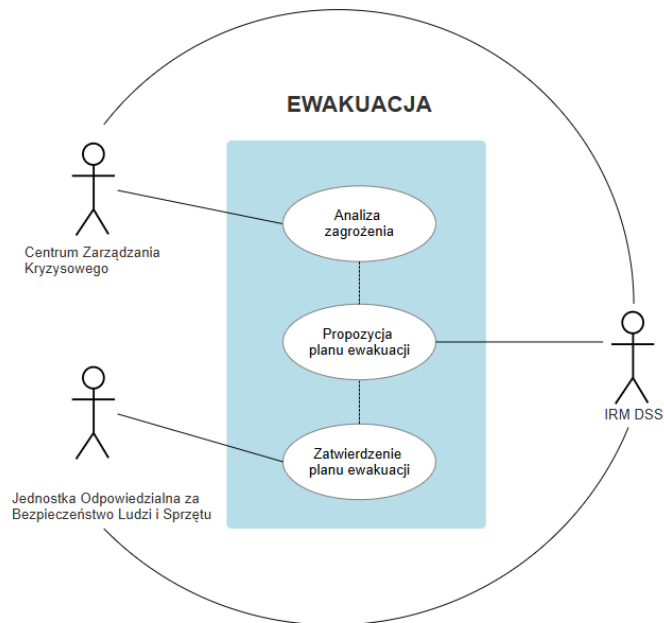 EWAKUACJA
Analiza
zagrożenia
Centrum Zarządzania
Kryzysowego
Propozycja
planu ewakuacji
IRM DSS
Zatwierdzenie
planu ewakuacji
Jednostka Odpowiedzialna za
Bezpieczeństwo Ludzi i Sprzętu